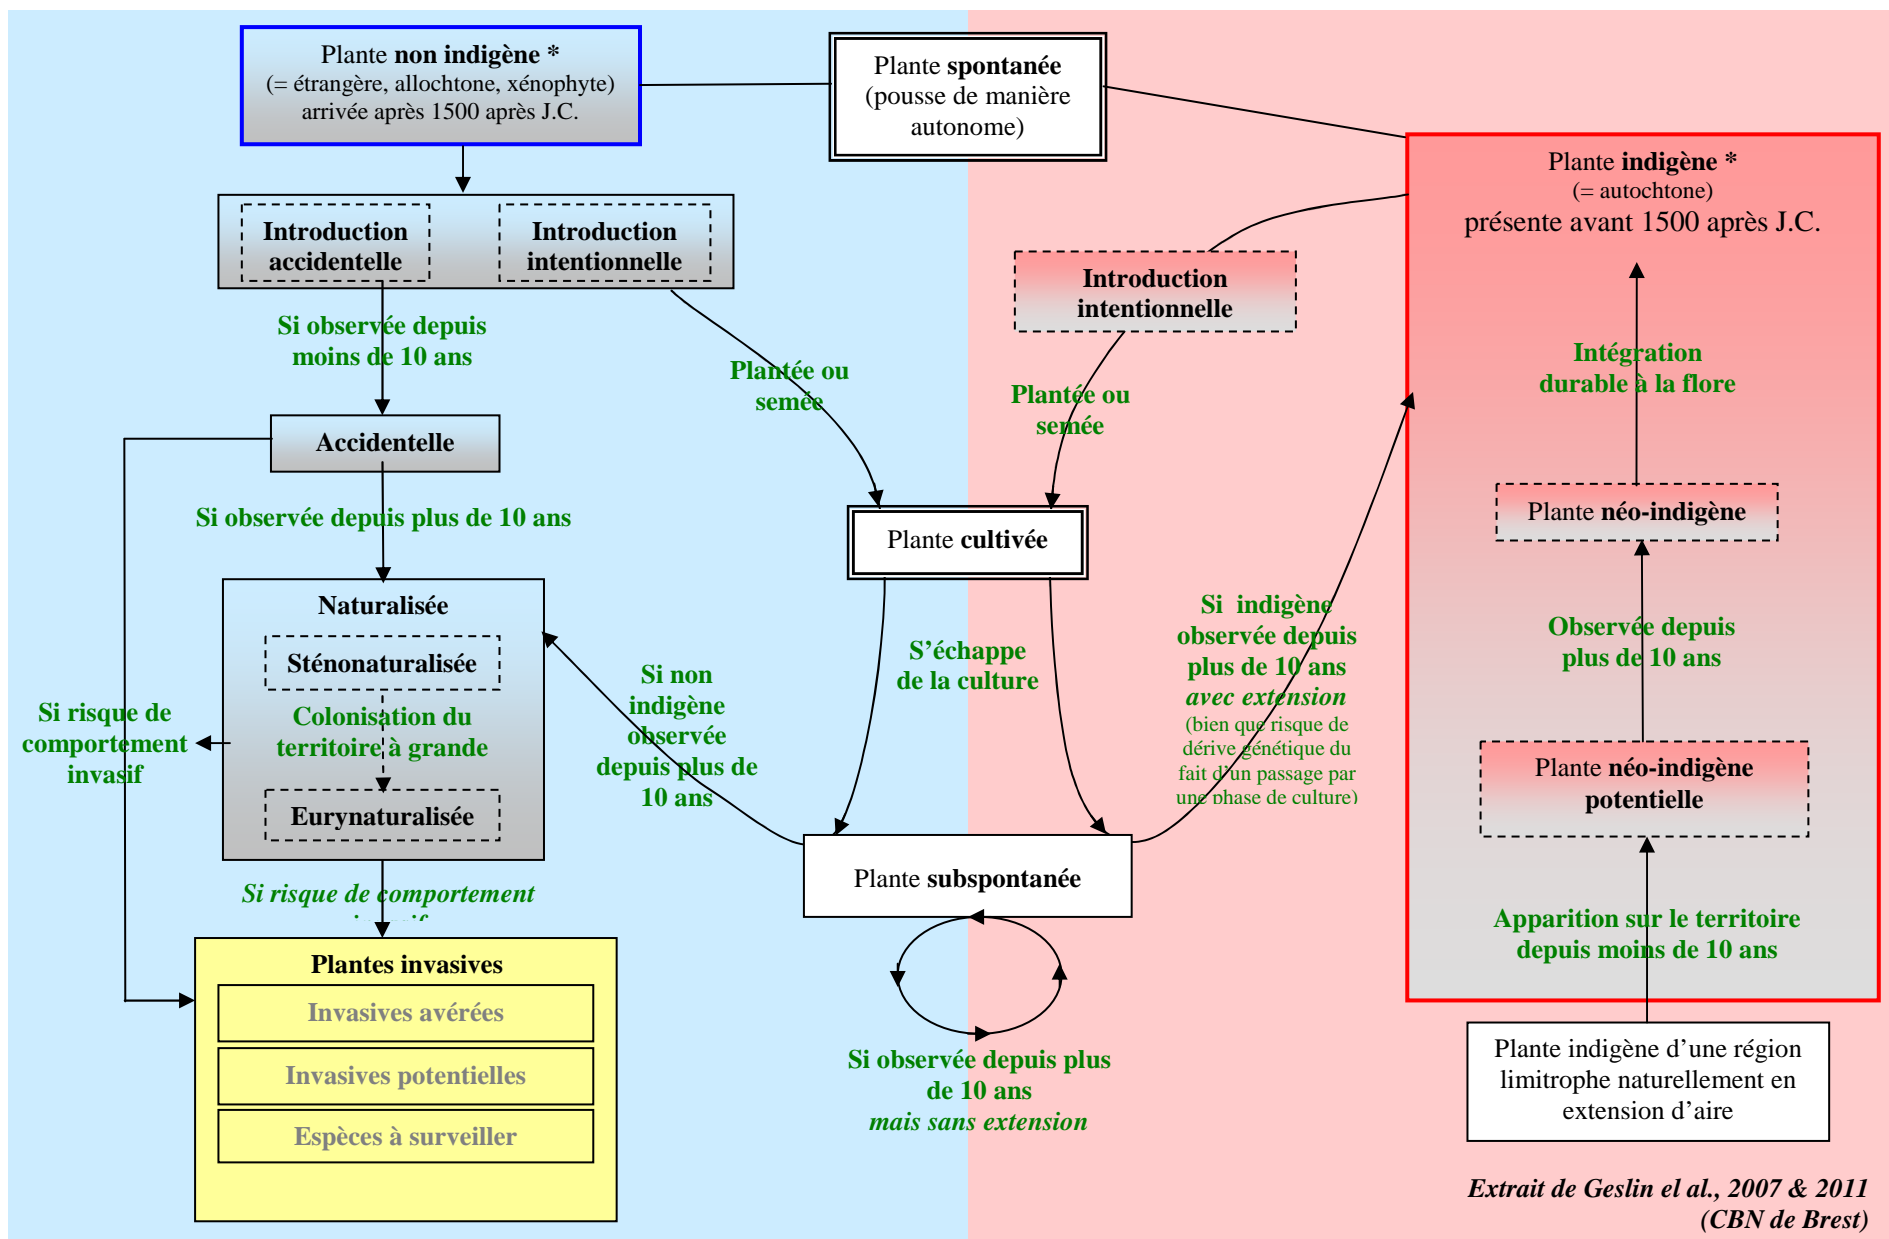 Plante non indigène *
(= étrangère, allochtone, xénophyte)
arrivée après 1500 après J.C.
Plante spontanée
(pousse de manière
autonome)
Plante indigène *
(= autochtone)
présente avant 1500 après J.C.
Introduction
accidentelle
Introduction
intentionnelle
Introduction
intentionnelle
Si observée depuis
moins de 10 ans
Plantée ou
semée
Plantée ou
semée
Intégration
durable à la flore
Accidentelle
Si observée depuis plus de 10 ans
Plante cultivée
Plante néo-indigène
Naturalisée
Sténonaturalisée
Colonisation du
territoire à grande
Eurynaturalisée
Si risque de
comportement
invasif
Si non
indigène
observée
depuis plus de
10 ans
S’échappe
de la culture
Si indigène
observée depuis
plus de 10 ans
avec extension
(bien que risque de
dérive génétique du
fait d’un passage par
une phase de culture)
Observée depuis
plus de 10 ans
Plante néo-indigène
potentielle
Plante subspontanée
Si risque de comportement
Apparition sur le territoire
depuis moins de 10 ans
Plantes invasives
Invasives avérées
Invasives potentielles
Espèces à surveiller
Si observée depuis plus
de 10 ans
mais sans extension
Plante indigène d’une région
limitrophe naturellement en
extension d’aire
Extrait de Geslin el al., 2007 & 2011
(CBN de Brest)